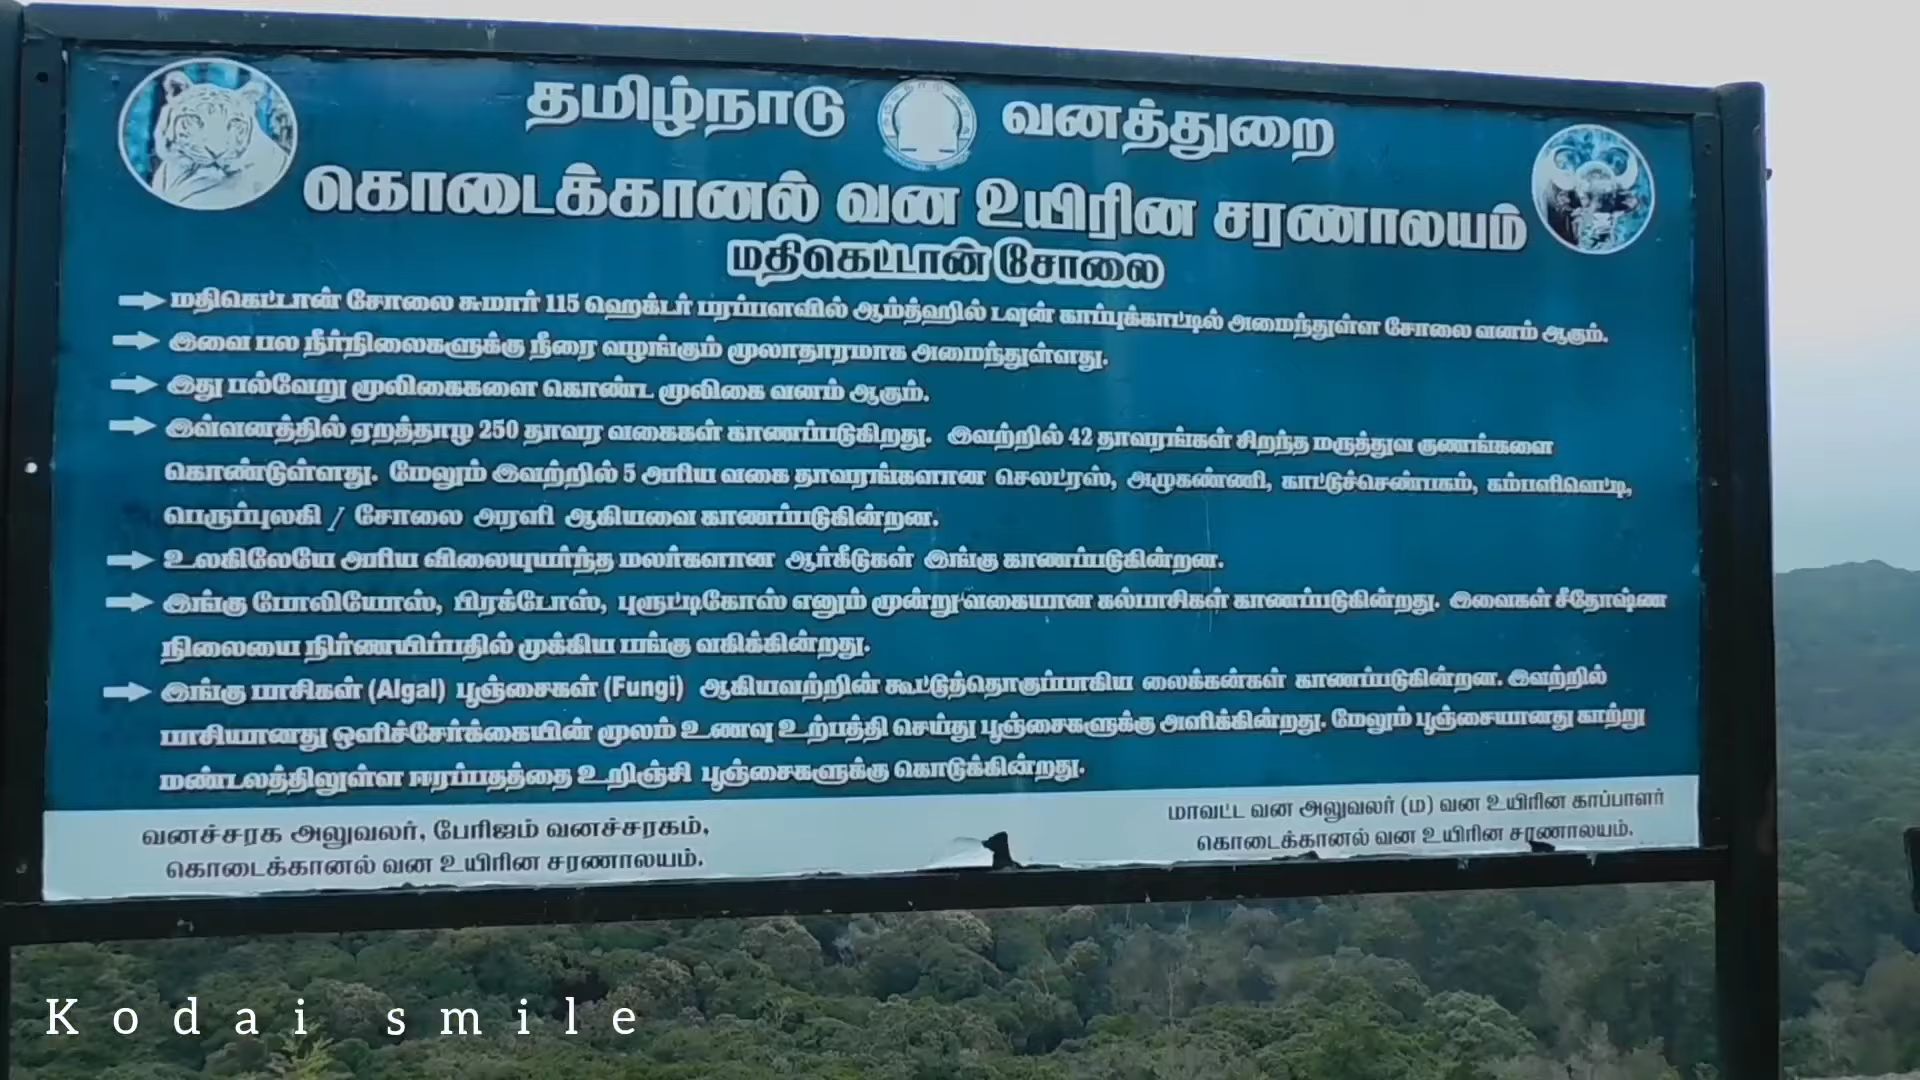 தமிழ்நாடு வனத்துறை
கொடைக்கானல் வன உயிரின சரணாலயம்
மதிகெட்டான் சோலை
மதிகெட்டான் சோலை சுமார் 115 ஹெக்டர் பரப்பளவில் ஆம்த்ஹில் டவுன் காப்புக்காட்டில் அமைந்துள்ள சோலை வனம் ஆகும்.
இவை பல நீர்நிலைகளுக்கு நீரை வழங்கும் மூலாதாரமாக அமைந்துள்ளது.
இது பல்வேறு மூலிகைகளை கொண்ட மூலிகை வனம் ஆகும்.
இவ்வனத்தில் ஏறத்தாழ 250 தாவர வகைகள் காணப்படுகிறது. இவற்றில் 42 தாவரங்கள் சிறந்த மருத்துவ குணங்களை
கொண்டுள்ளது. மேலும் இவற்றில் 5 அரிய வகை தாவரங்களான செலட்ரஸ், அழுகண்ணி, காட்டுச்செண்பகம், கம்பளிவெட்டி,
பெருப்புலகி / சோலை அரளி ஆகியவை காணப்படுகின்றன.
உலகிலேயே அரிய விலையுயர்ந்த மலர்களான ஆர்கீடுகள் இங்கு காணப்படுகின்றன.
இங்கு போலியோஸ், பிரக்டோஸ், புருட்டிகோஸ் எனும் மூன்று வகையான கல்பாசிகள் காணப்படுகின்றது. இவைகள் சீதோஷ்ண
நிலையை நிர்ணயிப்பதில் முக்கிய பங்கு வகிக்கின்றது.
இங்கு பாசிகள் (Algal) பூஞ்சைகள் (Fungi) ஆகியவற்றின் கூட்டுத்தொகுப்பாகிய லைக்கன்கள் காணப்படுகின்றன. இவற்றில்
பாசியானது ஒளிச்சேர்க்கையின் மூலம் உணவு உற்பத்தி செய்து பூஞ்சைகளுக்கு அளிக்கின்றது. மேலும் பூஞ்சையானது காற்று
மண்டலத்திலுள்ள ஈரப்பதத்தை உறிஞ்சி பூஞ்சைகளுக்கு கொடுக்கின்றது.
வனச்சரக அலுவலர், பேரிஜம் வனச்சரகம்,
கொடைக்கானல் வன உயிரின சரணாலயம்.
மாவட்ட வன அலுவலர் (ம) வன உயிரின காப்பாளர்
கொடைக்கானல் வன உயிரின சரணாலயம்.
Kodai smile